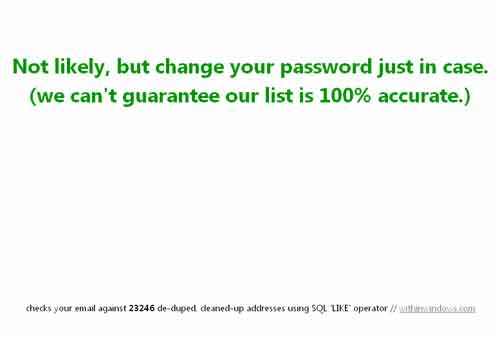 Not likely, but change your password just in case.
(we can't guarantee our list is 100% accurate.)
checks your email against 23246 de-duped, cleaned-up addresses using SQL 'LIKE' operator // withinwindows.com